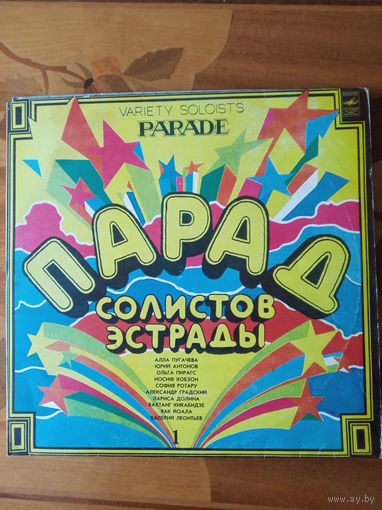 VARIETY SOLOISTS
PARADE
ПАРАД
СОЛИСТОВ
ЭСТРАДЫ
АЛЛА ПУГАЧЕВА
ЮРИЙ АНТОНОВ
ОЛЬГА ПИРАГС
ИОСИФ КОБЗОН
СОФИЯ РОТАРУ
АЛЕКСАНДР ГРАДСКИЙ
ЛАРИСА ДОЛИНА
ВАХТАНГ КИКАБИДЗЕ
ЯАК ЙОАЛА
ВАЛЕРИЙ ЛЕОНТЬЕВ
1
ay.by